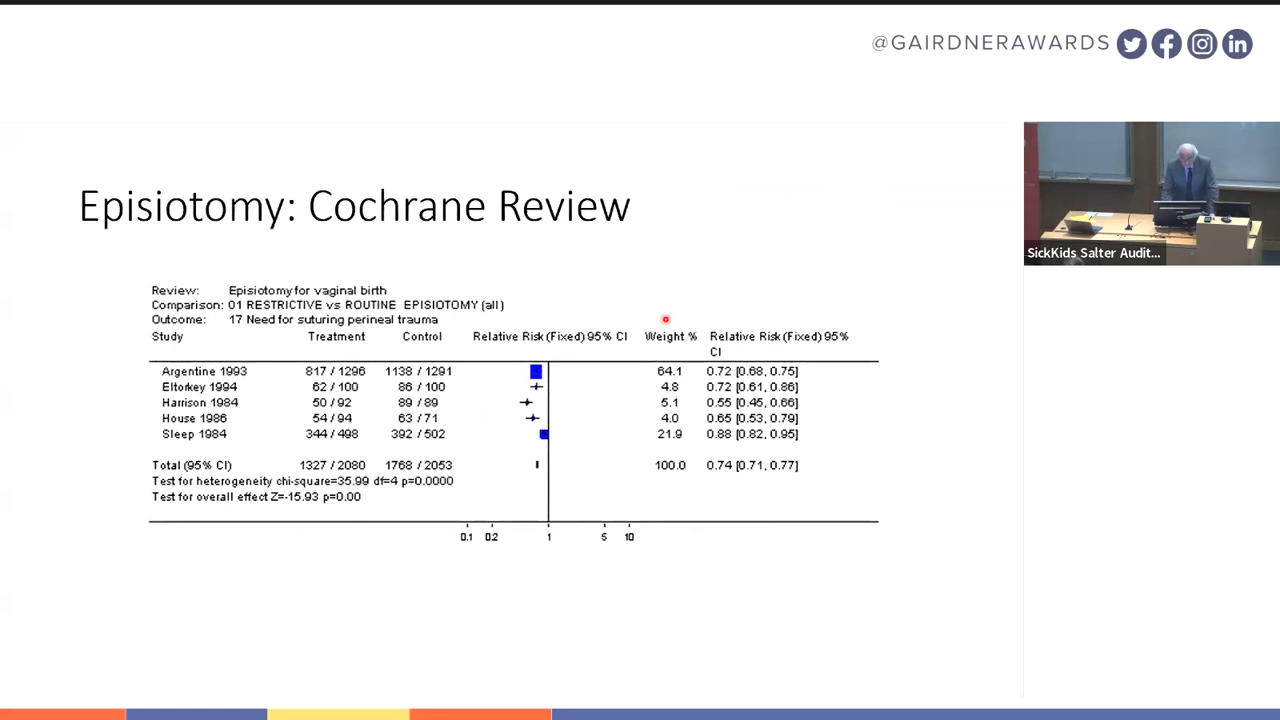 @GAIRDNERAWARDS
SickKids Salter Audit...
Episiotomy: Cochrane Review
Review: Episiotomy for vaginal birth
Comparison: 01 RESTRICTIVE vs ROUTINE EPISIOTOMY (all)
Outcome: 17 Need for suturing perineal trauma
Study Treatment Control Relative Risk (Fixed) 95% CI Weight % Relative Risk (Fixed) 95%
CI
Argentine 1993 817 / 1296 1138 / 1291 64.1 0.72 [0.68, 0.75]
Eltorkey 1994 62 / 100 86 / 100 4.8 0.72 [0.61, 0.86]
Harrison 1984 50 / 92 89 / 89 5.1 0.55 [0.45, 0.66]
House 1986 54 / 94 63 / 71 4.0 0.65 [0.53, 0.79]
Sleep 1984 344 / 498 392 / 502 21.9 0.88 [0.82, 0.95]
Total (95% CI) 1327 / 2080 1768 / 2053 100.0 0.74 [0.71, 0.77]
Test for heterogeneity chi-square=35.99 df=4 p=0.0000
Test for overall effect Z=-15.93 p=0.00
0.1 0.2 1 5 10